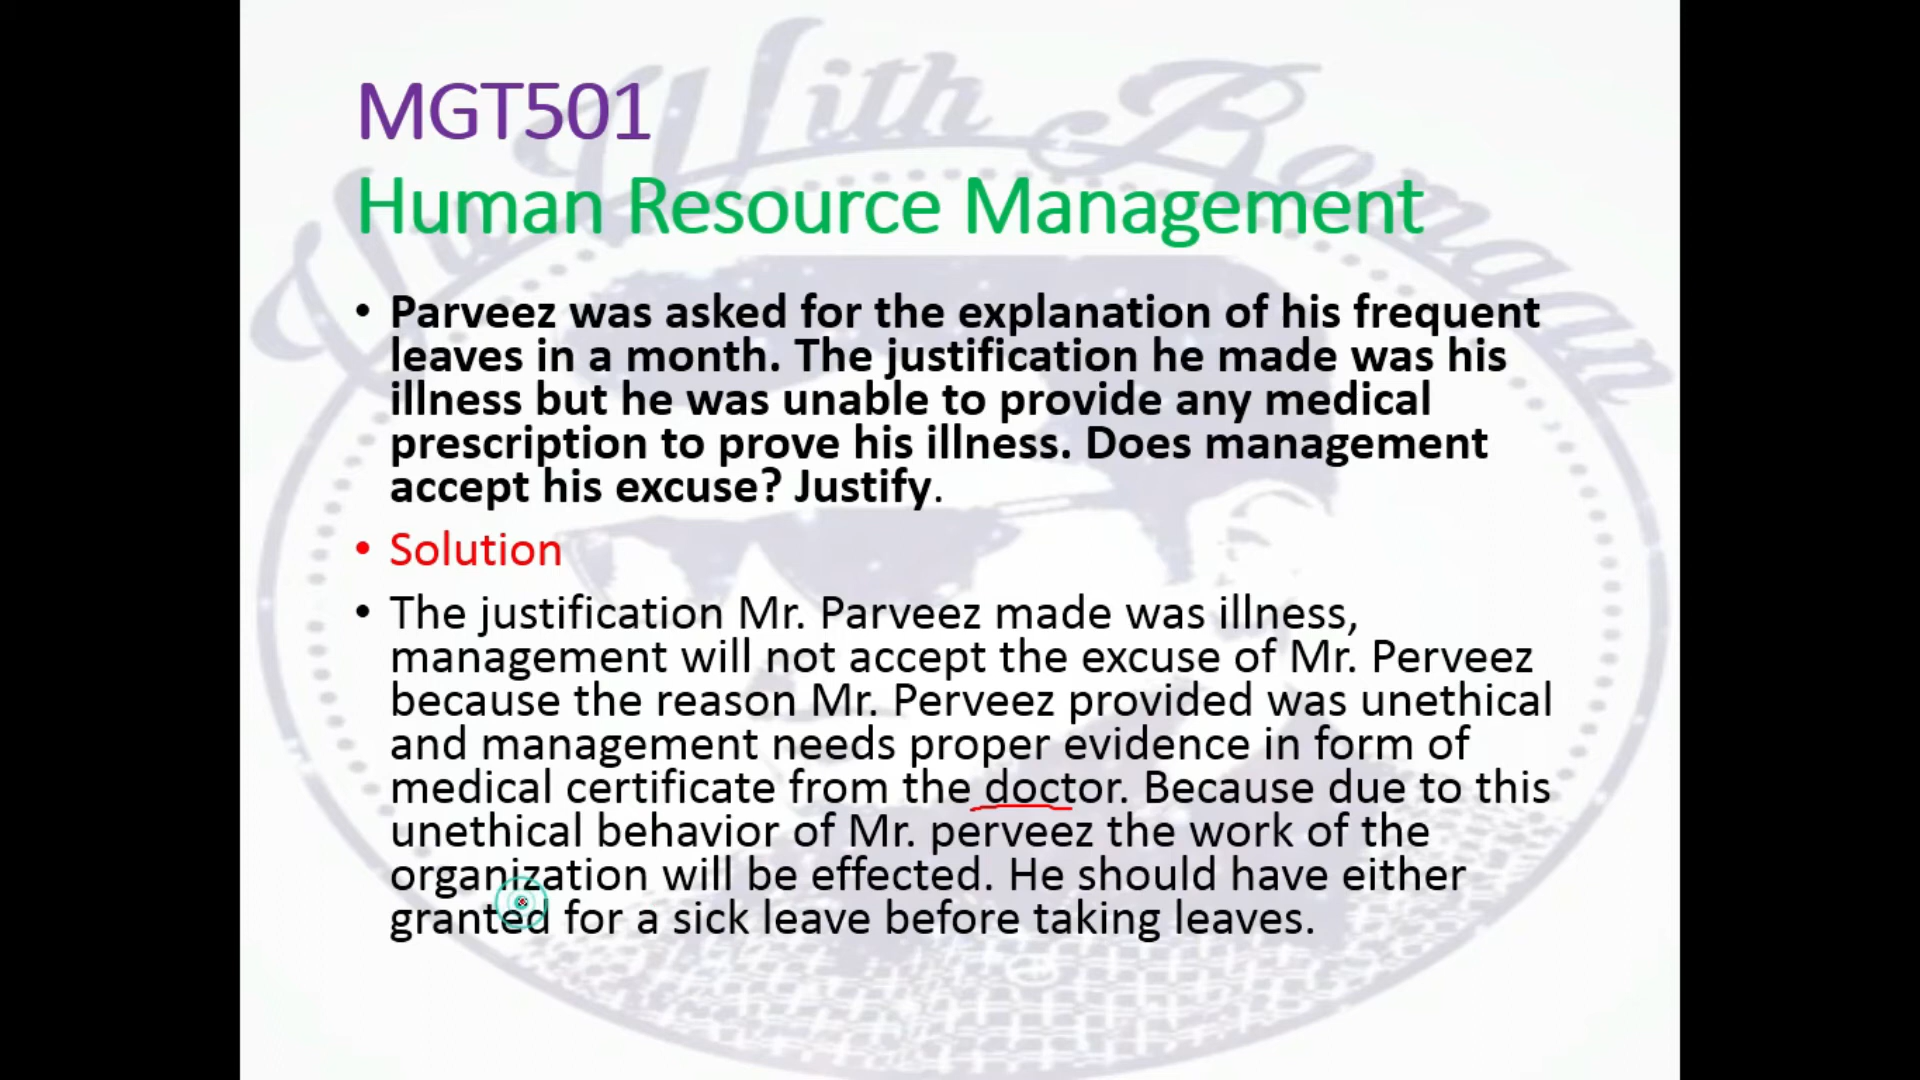 With Romaan
MGT501
Human Resource Management
• Parveez was asked for the explanation of his frequent
leaves in a month. The justification he made was his
illness but he was unable to provide any medical
prescription to prove his illness. Does management
accept his excuse? Justify.
• Solution
• The justification Mr. Parveez made was illness,
management will not accept the excuse of Mr. Perveez
because the reason Mr. Perveez provided was unethical
and management needs proper evidence in form of
medical certificate from the doctor. Because due to this
unethical behavior of Mr. perveez the work of the
organization will be effected. He should have either
granted for a sick leave before taking leaves.